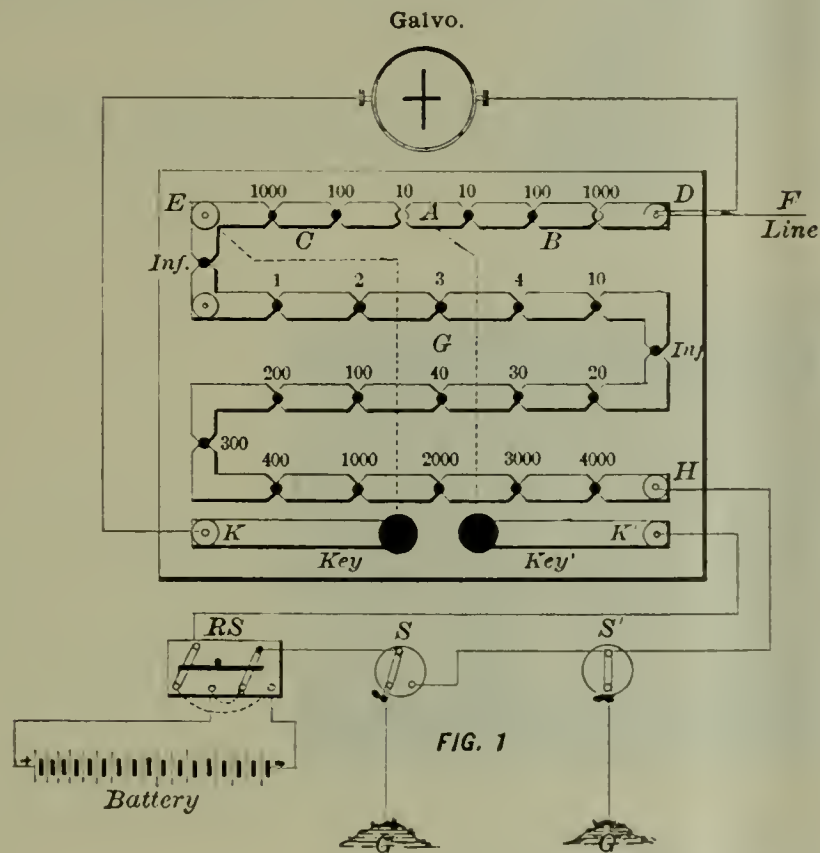 Galvo.
E 1000 100 10 A 10 100 1000 D F
C B Line
Inf. 1 2 3 4 10
G Inf
200 100 40 30 20
300
400 1000 2000 3000 4000 H
K K'
Key Key'
RS S S'
FIG. 1
+ -
Battery
G G